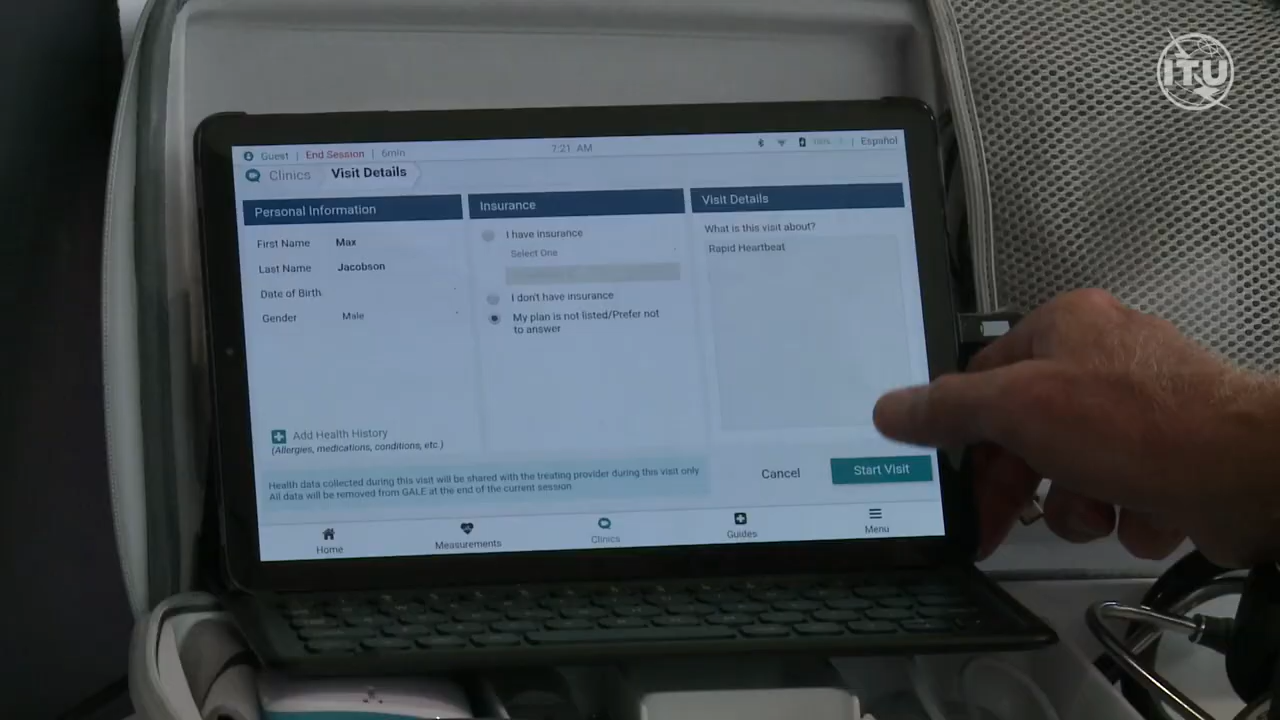 ITU
Guest | End Session | 6min
7:21 AM
Español
Clinics
Visit Details
Personal Information
First Name Max
Last Name Jacobson
Date of Birth
Gender Male
Add Health History
(Allergies, medications, conditions, etc.)
Insurance
I have insurance
Select One
I don't have insurance
My plan is not listed/Prefer not
to answer
Visit Details
What is this visit about?
Rapid Heartbeat
Health data collected during this visit will be shared with the treating provider during this visit only
All data will be removed from GALE at the end of the current session
Cancel
Start Visit
Home
Measurements
Clinics
Guides
Menu